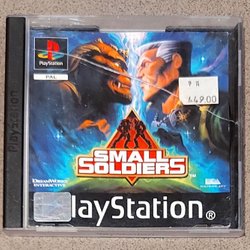 PlayStation
PAL
449.00
SMALL
SOLDIERS
DREAMWORKS
INTERACTIVE
PlayStation